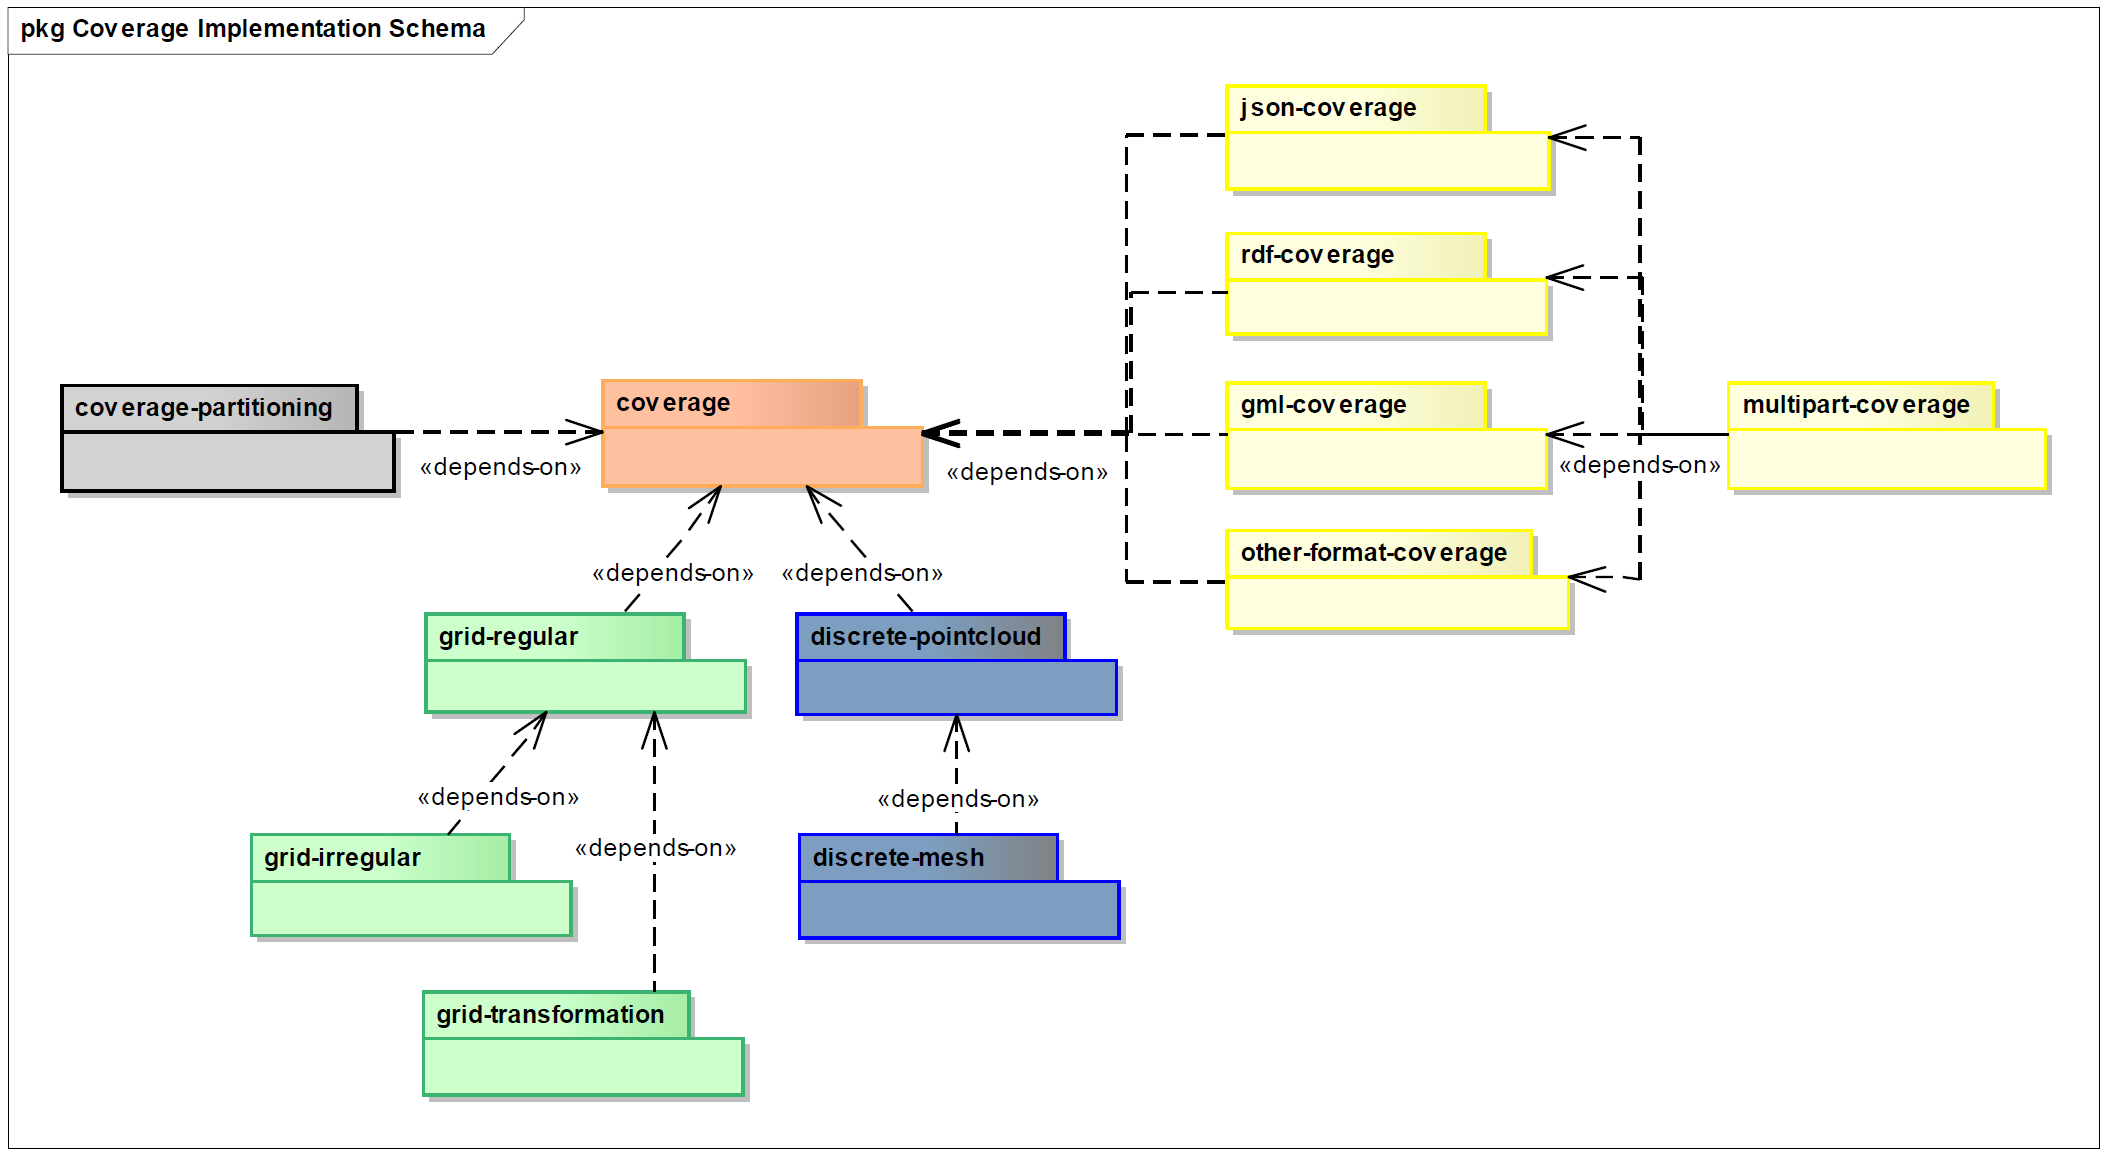 pkg Coverage Implementation Schema
json-coverage
rdf-coverage
coverage-partitioning
coverage
gml-coverage
multipart-coverage
«depends-on»
«depends-on»
«depends-on»
other-format-coverage
«depends-on»
«depends-on»
grid-regular
discrete-pointcloud
«depends-on»
«depends-on»
«depends-on»
grid-irregular
discrete-mesh
grid-transformation